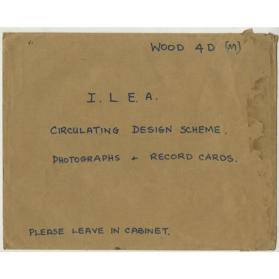 WOOD 4D (M)
I. L. E. A.
CIRCULATING DESIGN SCHEME.
PHOTOGRAPHS + RECORD CARDS.
PLEASE LEAVE IN CABINET.